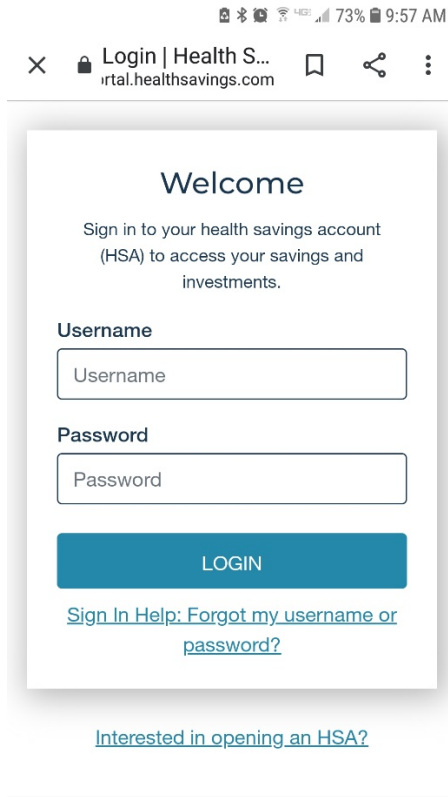 4G 73% 9:57 AM
Login | Health S...
rtal.healthsavings.com
Welcome
Sign in to your health savings account
(HSA) to access your savings and
investments.
Username
Username
Password
Password
LOGIN
Sign In Help: Forgot my username or
password?
Interested in opening an HSA?